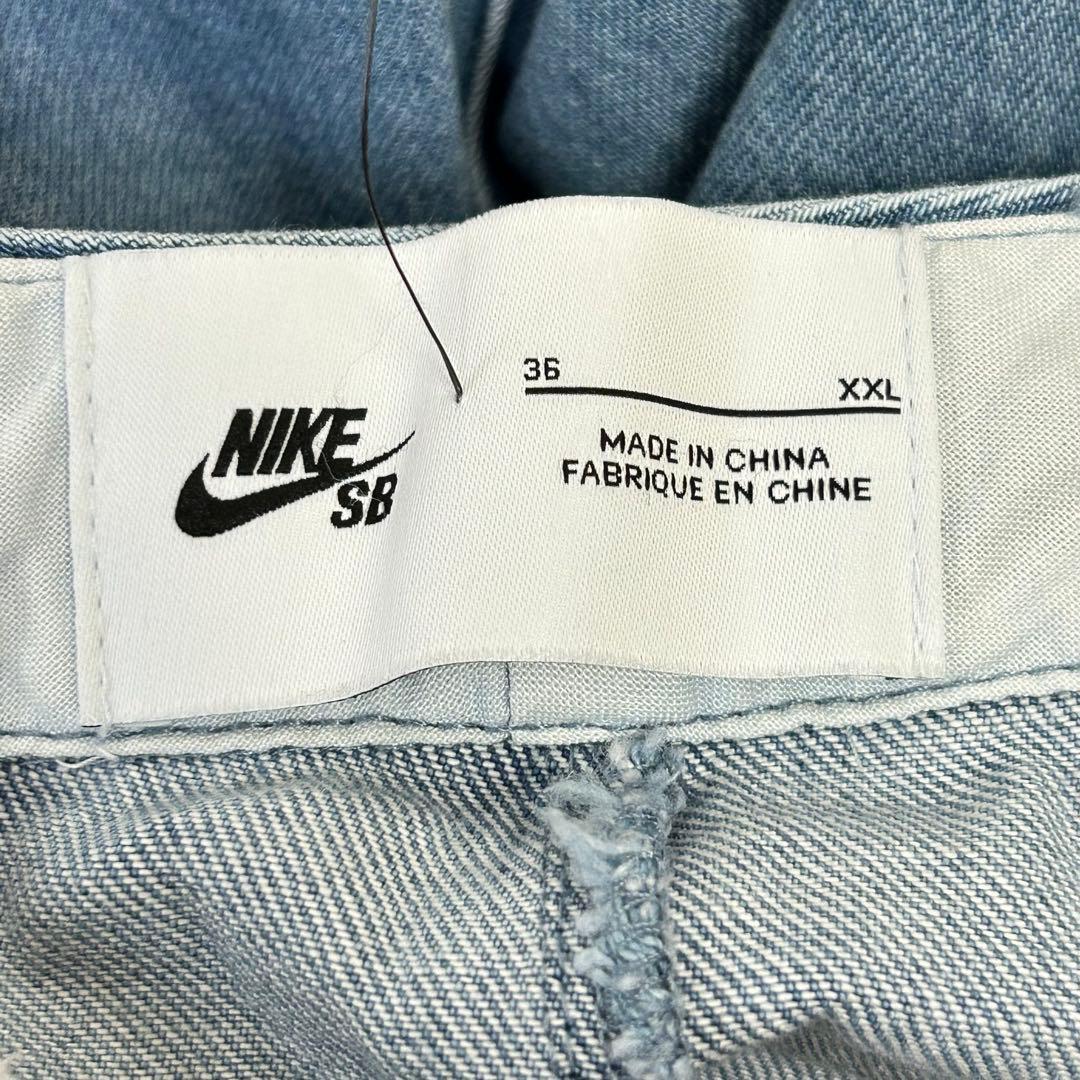 NIKE
SB
36
XXL
MADE IN CHINA
FABRIQUE EN CHINE